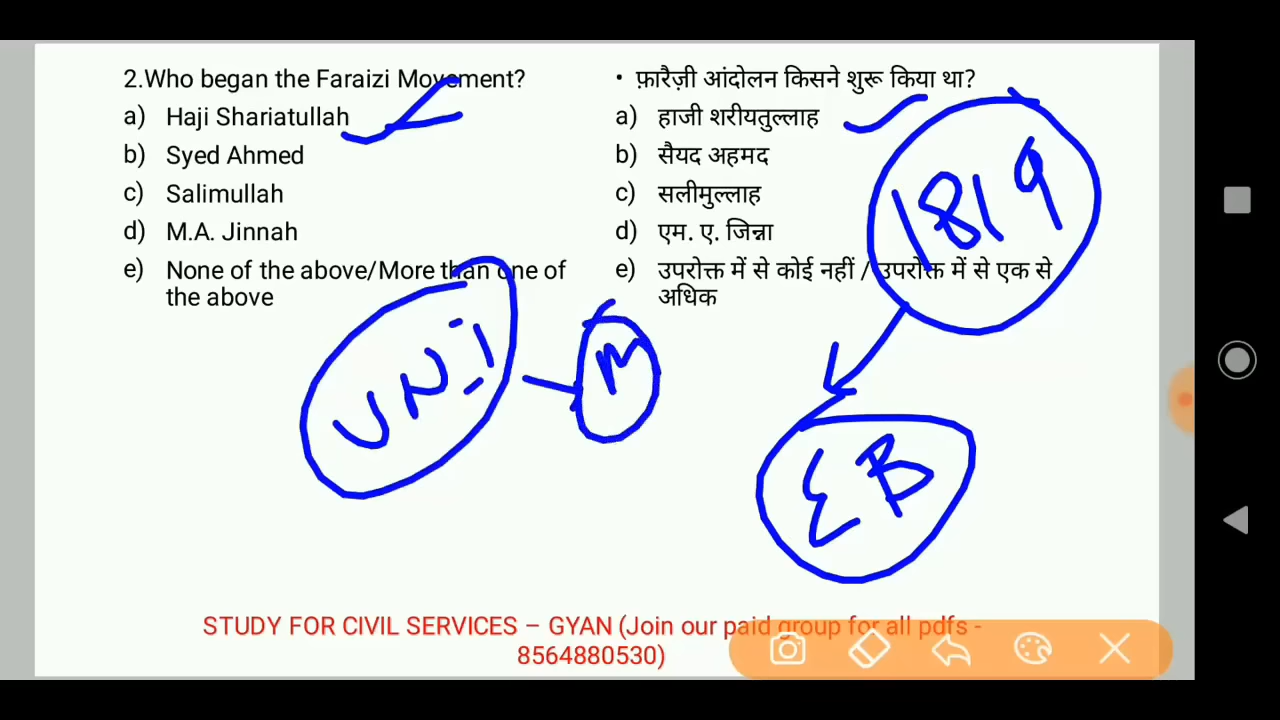 2.Who began the Faraizi Movement?
a) Haji Shariatullah
b) Syed Ahmed
c) Salimullah
d) M.A. Jinnah
e) None of the above/More than one of
the above
• फ़ारैज़ी आंदोलन किसने शुरू किया था?
a) हाजी शरीयतुल्लाह
b) सैयद अहमद
c) सलीमुल्लाह
d) एम. ए. जिन्ना
e) उपरोक्त में से कोई नहीं / उपरोक्त में से एक से
अधिक
1819
UNI
M
EB
STUDY FOR CIVIL SERVICES – GYAN (Join our paid group for all pdfs -
8564880530)